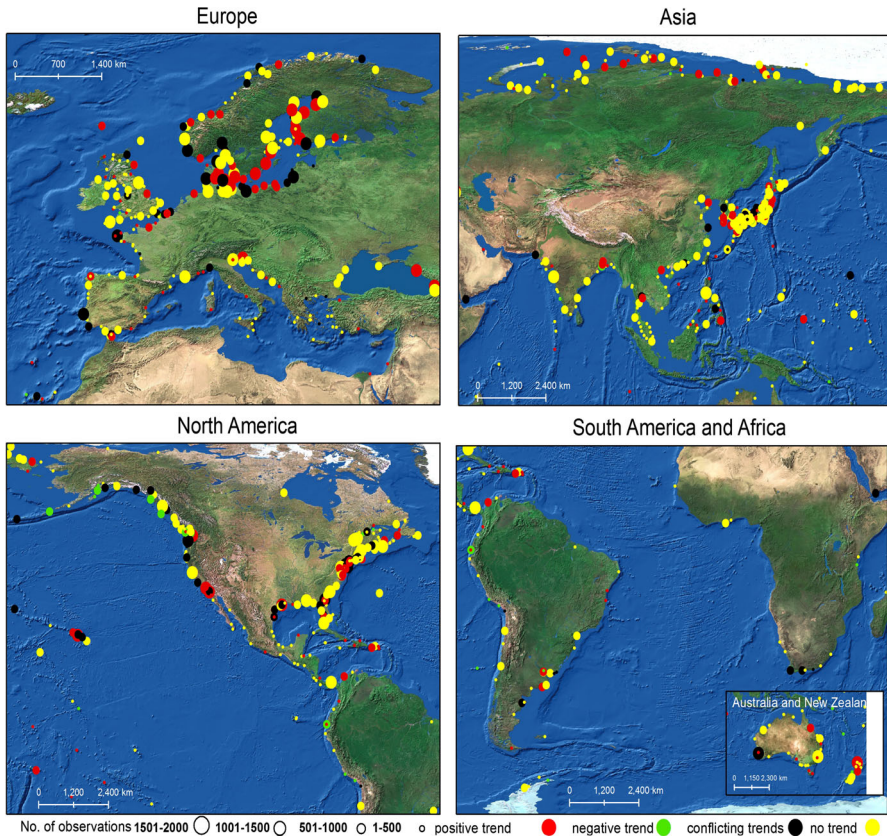 Europe
Asia
0 700 1,400 km
0 1,200 2,400 km
North America
South America and Africa
Australia and New Zealand
0 1,150 2,300 km
0 1,200 2,400 km
0 1,200 2,400 km
No. of observations 1501-2000 1001-1500 501-1000 1-500 positive trend negative trend conflicting trends no trend